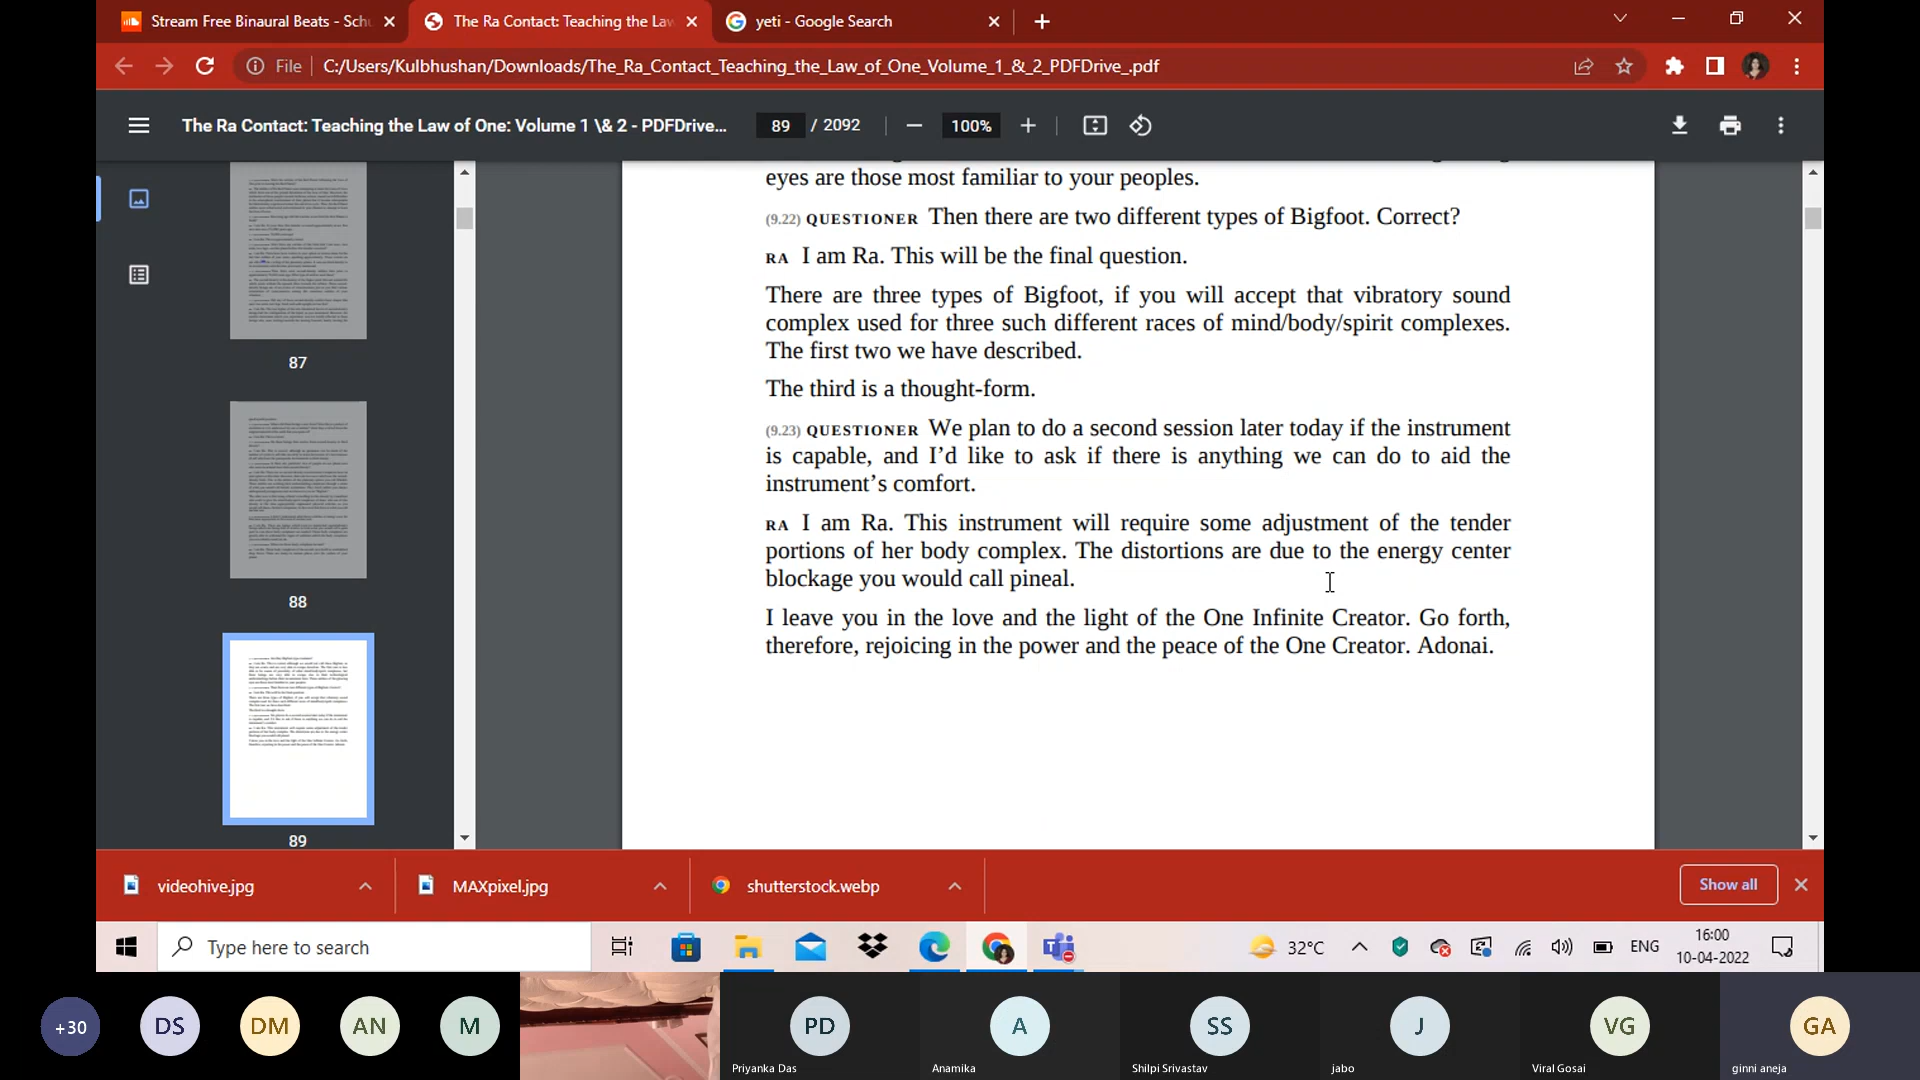 Stream Free Binaural Beats - Sch
The Ra Contact: Teaching the Law
yeti - Google Search
File
C:/Users/Kulbhushan/Downloads/The_Ra_Contact_Teaching_the_Law_of_One_Volume_1_&_2_PDFDrive_.pdf
The Ra Contact: Teaching the Law of One: Volume 1 \& 2 - PDFDrive...
89 / 2092
100%
87
88
89
eyes are those most familiar to your peoples.
(9.22) QUESTIONER Then there are two different types of Bigfoot. Correct?
RA I am Ra. This will be the final question.
There are three types of Bigfoot, if you will accept that vibratory sound
complex used for three such different races of mind/body/spirit complexes.
The first two we have described.
The third is a thought-form.
(9.23) QUESTIONER We plan to do a second session later today if the instrument
is capable, and I’d like to ask if there is anything we can do to aid the
instrument’s comfort.
RA I am Ra. This instrument will require some adjustment of the tender
portions of her body complex. The distortions are due to the energy center
blockage you would call pineal.
I leave you in the love and the light of the One Infinite Creator. Go forth,
therefore, rejoicing in the power and the peace of the One Creator. Adonai.
videohive.jpg
MAXpixel.jpg
shutterstock.webp
Show all
Type here to search
32°C
ENG
16:00
10-04-2022
+30
DS
DM
AN
M
PD
A
SS
J
VG
GA
Priyanka Das
Anamika
Shilpi Srivastav
jabo
Viral Gosai
ginni aneja